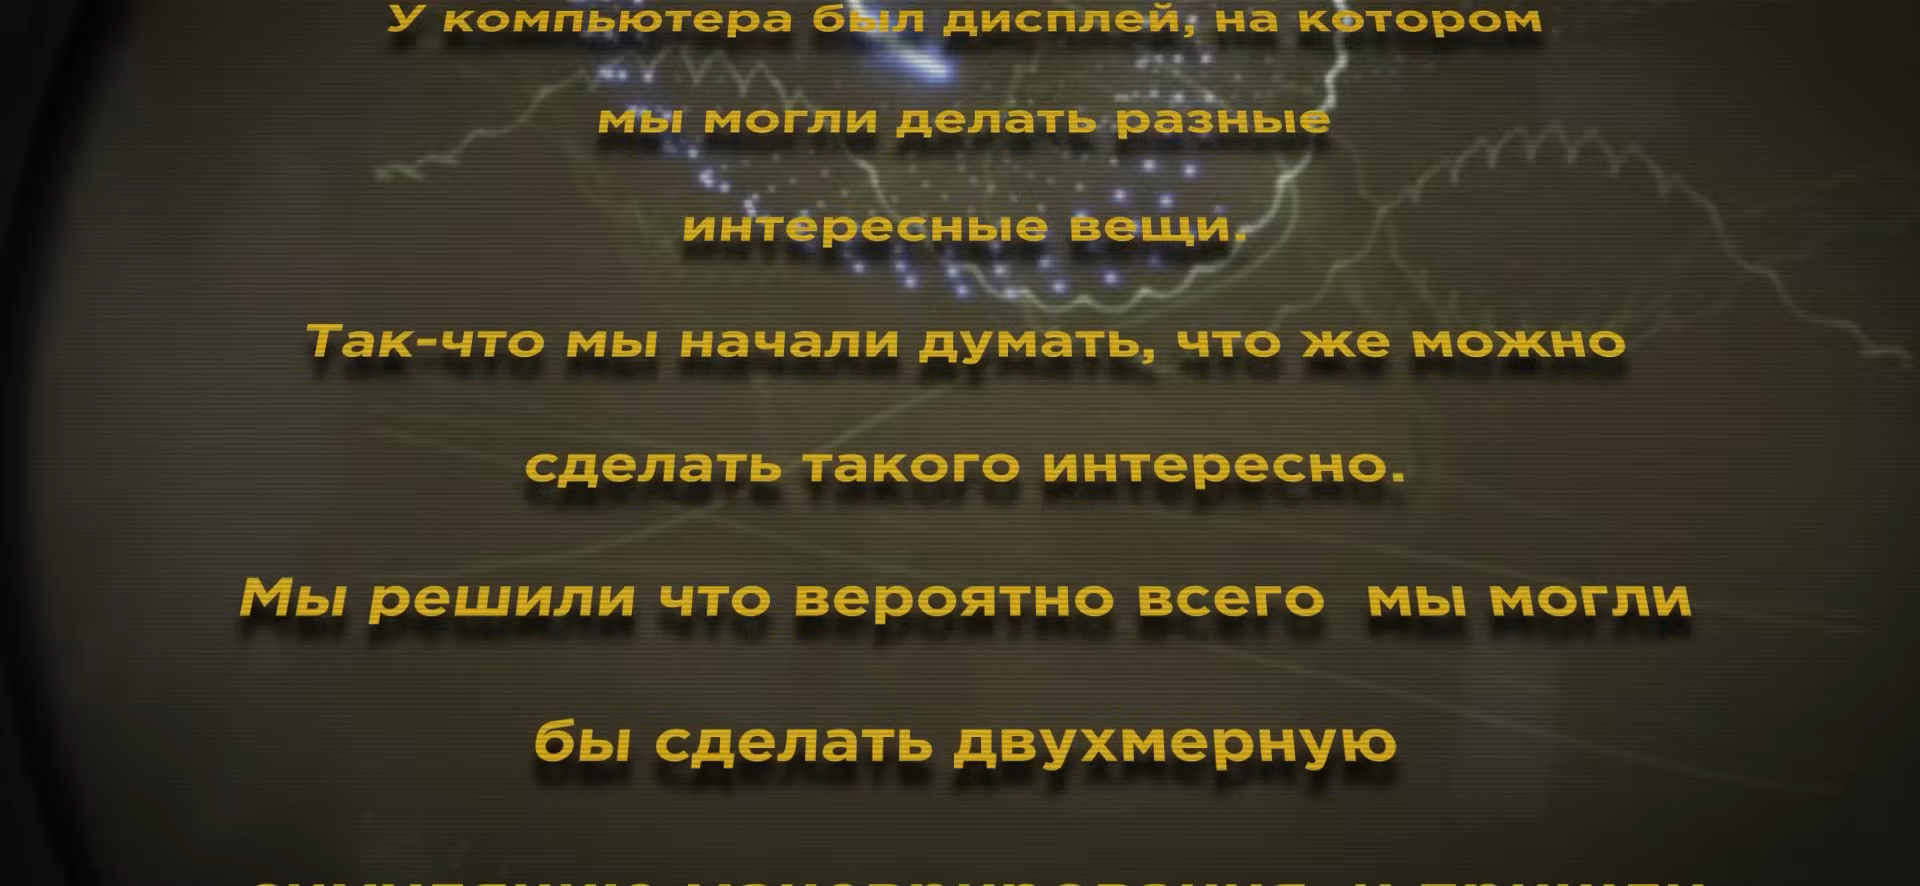 У компьютера был дисплей, на котором
мы могли делать разные
интересные вещи.
Так-что мы начали думать, что же можно
сделать такого интересно.
Мы решили что вероятно всего  мы могли
бы сделать двухмерную